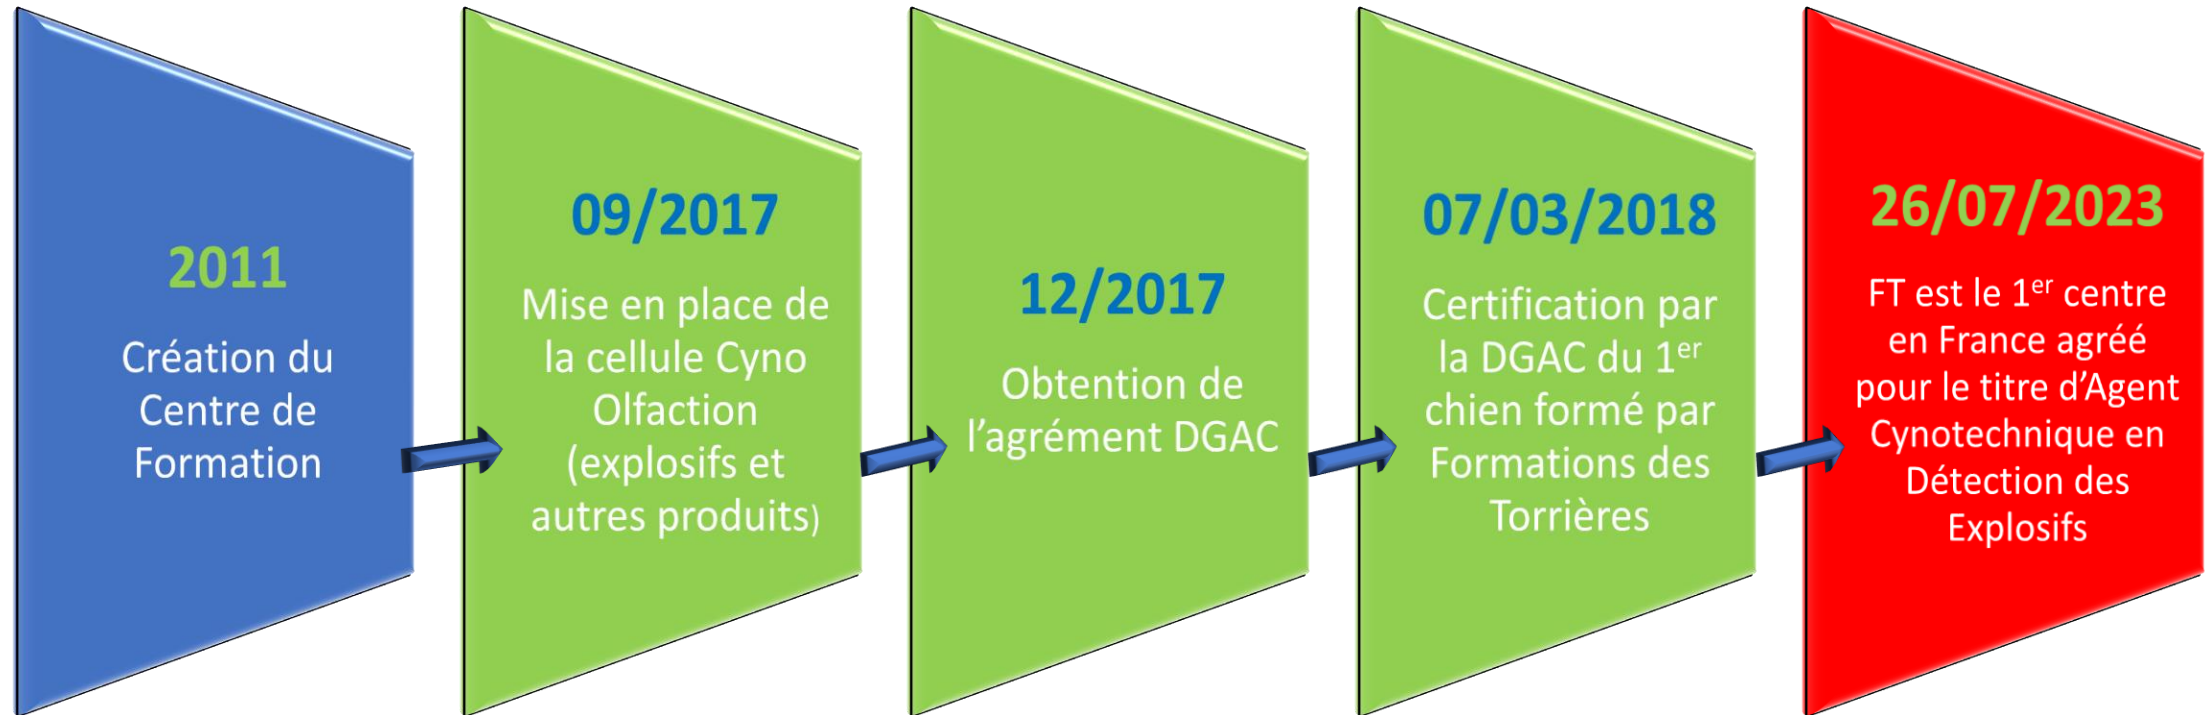 2011
Création du
Centre de
Formation
09/2017
Mise en place de
la cellule Cyno
Olfaction
(explosifs et
autres produits)
12/2017
Obtention de
l’agrément DGAC
07/03/2018
Certification par
la DGAC du 1er
chien formé par
Formations des
Torrières
26/07/2023
FT est le 1er centre
en France agréé
pour le titre d’Agent
Cynotechnique en
Détection des
Explosifs